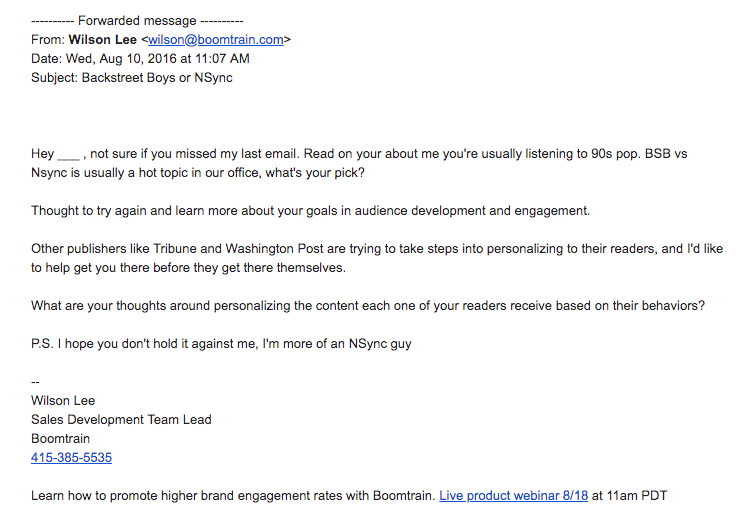 ---------- Forwarded message ----------
From: Wilson Lee <wilson@boomtrain.com>
Date: Wed, Aug 10, 2016 at 11:07 AM
Subject: Backstreet Boys or NSync
Hey ___ , not sure if you missed my last email. Read on your about me you're usually listening to 90s pop. BSB vs
Nsync is usually a hot topic in our office, what's your pick?
Thought to try again and learn more about your goals in audience development and engagement.
Other publishers like Tribune and Washington Post are trying to take steps into personalizing to their readers, and I'd like
to help get you there before they get there themselves.
What are your thoughts around personalizing the content each one of your readers receive based on their behaviors?
P.S. I hope you don't hold it against me, I'm more of an NSync guy
--
Wilson Lee
Sales Development Team Lead
Boomtrain
415-385-5535
Learn how to promote higher brand engagement rates with Boomtrain. Live product webinar 8/18 at 11am PDT